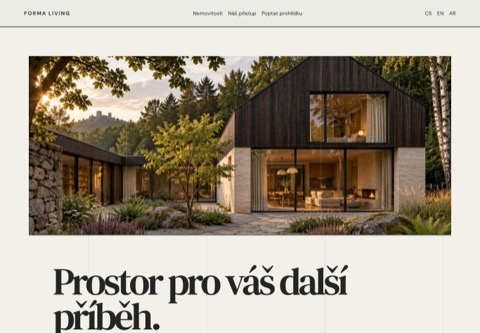 FORMA LIVING
Nemovitosti Náš přístup Poptat prohlídku
CS EN AR
Prostor pro váš další
příběh.